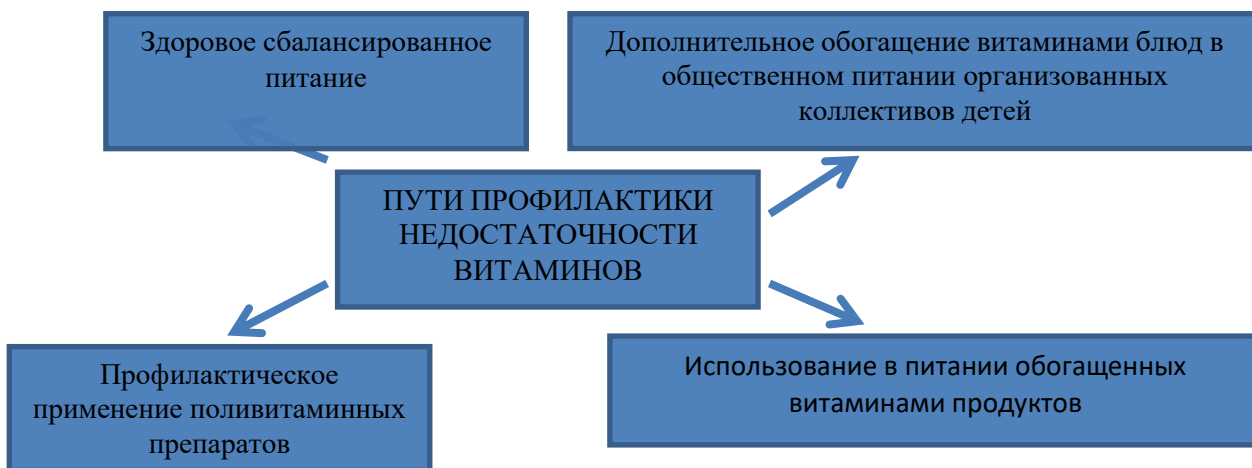 Здоровое сбалансированное
питание
Дополнительное обогащение витаминами блюд в
общественном питании организованных
коллективов детей
ПУТИ ПРОФИЛАКТИКИ
НЕДОСТАТОЧНОСТИ
ВИТАМИНОВ
Профилактическое
применение поливитаминных
препаратов
Использование в питании обогащенных
витаминами продуктов